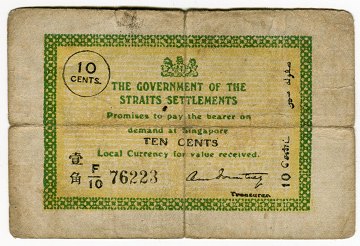 10
CENTS.
THE GOVERNMENT OF THE
STRAITS SETTLEMENTS
Promises to pay the bearer on
demand at Singapore
TEN CENTS
Local Currency for value received.
壹
角
F/10 76223
Treasurer.
10 Cents